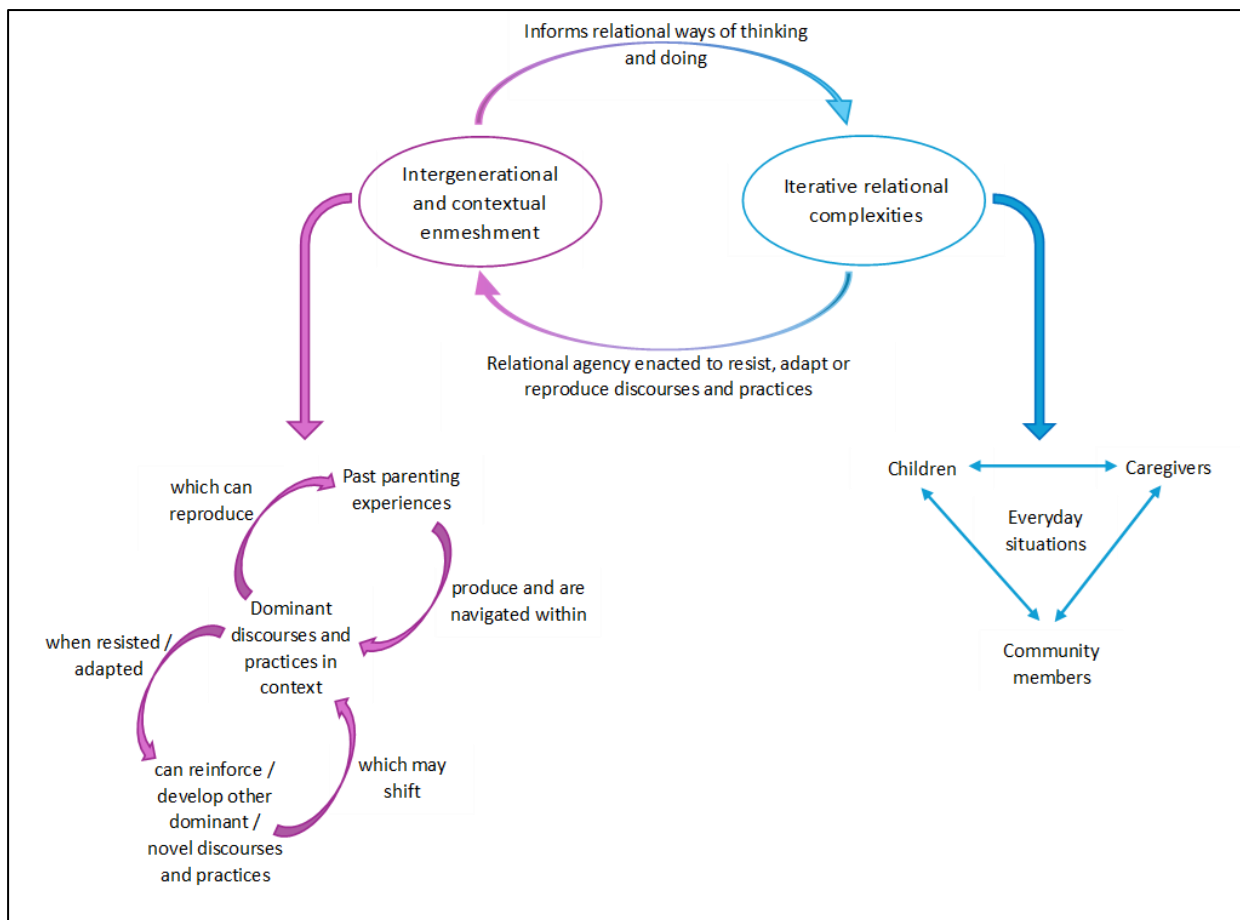 Informs relational ways of thinking
and doing
Intergenerational
and contextual
enmeshment
Iterative relational
complexities
Relational agency enacted to resist, adapt or
reproduce discourses and practices
Past parenting
experiences
which can
reproduce
produce and are
navigated within
Dominant
discourses and
practices in
context
when resisted /
adapted
can reinforce /
develop other
dominant /
novel discourses
and practices
which may
shift
Children
Caregivers
Everyday
situations
Community
members